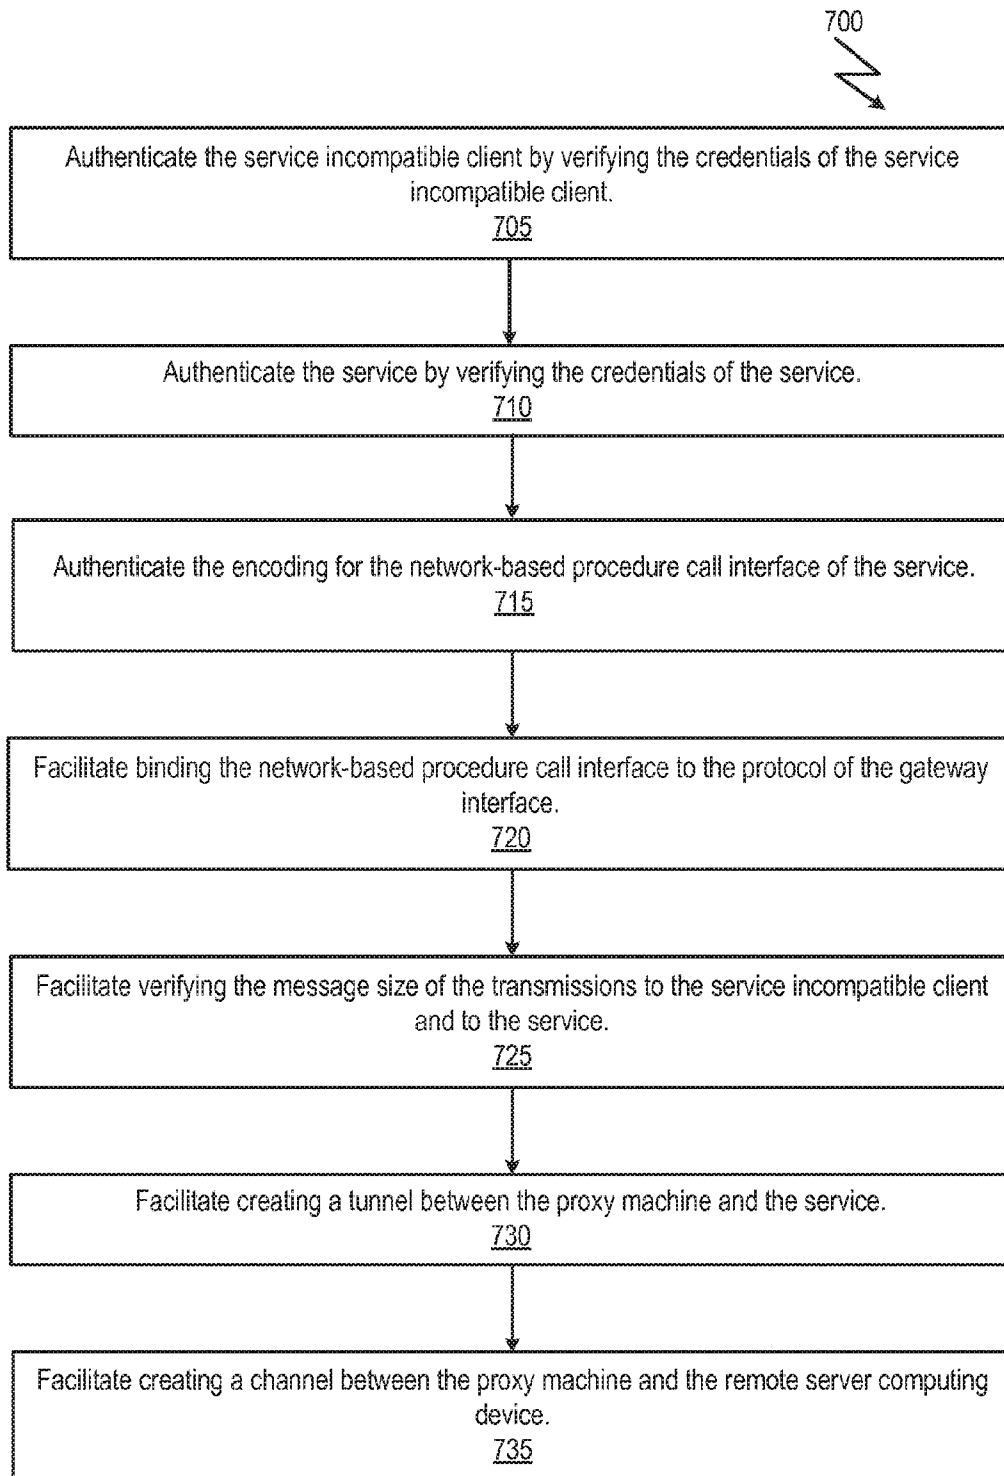 700
Authenticate the service incompatible client by verifying the credentials of the service
incompatible client.
705
Authenticate the service by verifying the credentials of the service.
710
Authenticate the encoding for the network-based procedure call interface of the service.
715
Facilitate binding the network-based procedure call interface to the protocol of the gateway
interface.
720
Facilitate verifying the message size of the transmissions to the service incompatible client
and to the service.
725
Facilitate creating a tunnel between the proxy machine and the service.
730
Facilitate creating a channel between the proxy machine and the remote server computing
device.
735